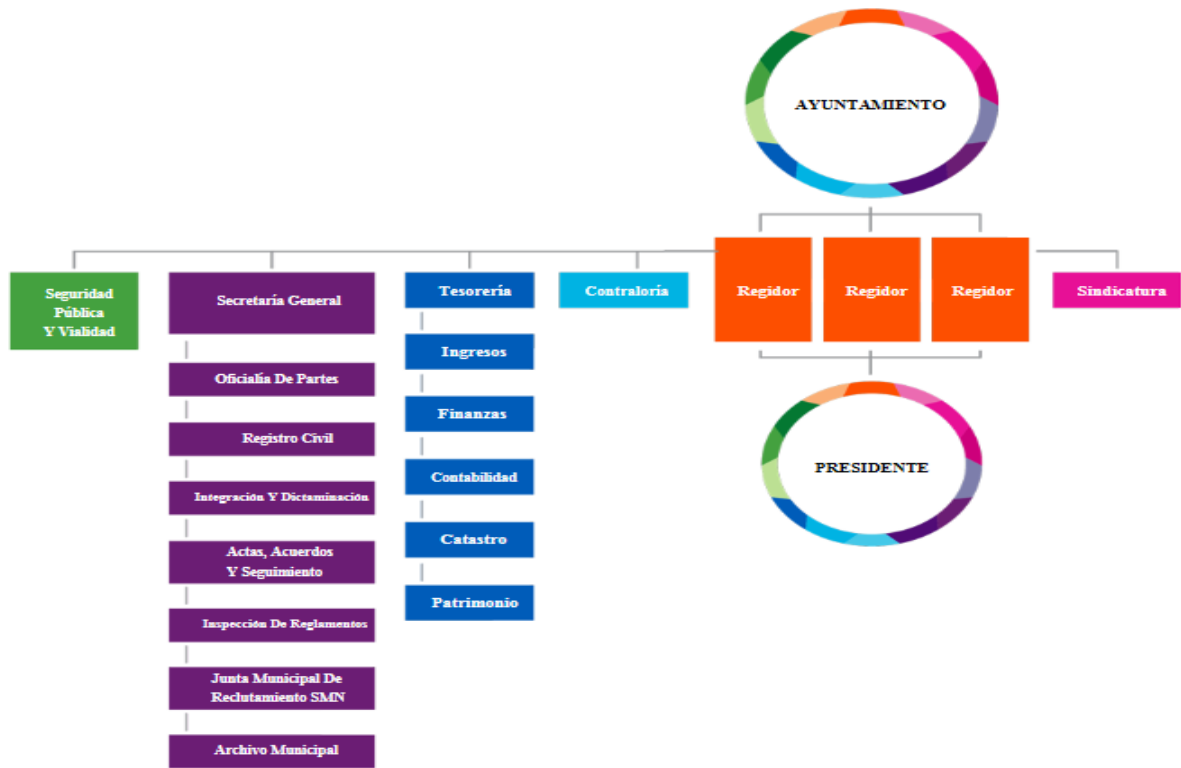 AYUNTAMIENTO
Seguridad
Pública
Y Vialidad
Secretaría General
Tesorería
Contraloría
Regidor
Regidor
Regidor
Sindicatura
Oficialía De Partes
Registro Civil
Integración Y Dictaminación
Actas, Acuerdos
Y Seguimiento
Inspección De Reglamentos
Junta Municipal De
Reclutamiento SMN
Archivo Municipal
Ingresos
Finanzas
Contabilidad
Catastro
Patrimonio
PRESIDENTE